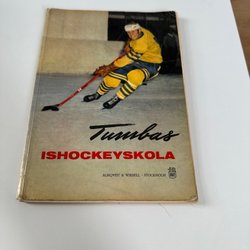 Tumbas
ISHOCKEYSKOLA
ALMQVIST & WIKSELL · STOCKHOLM